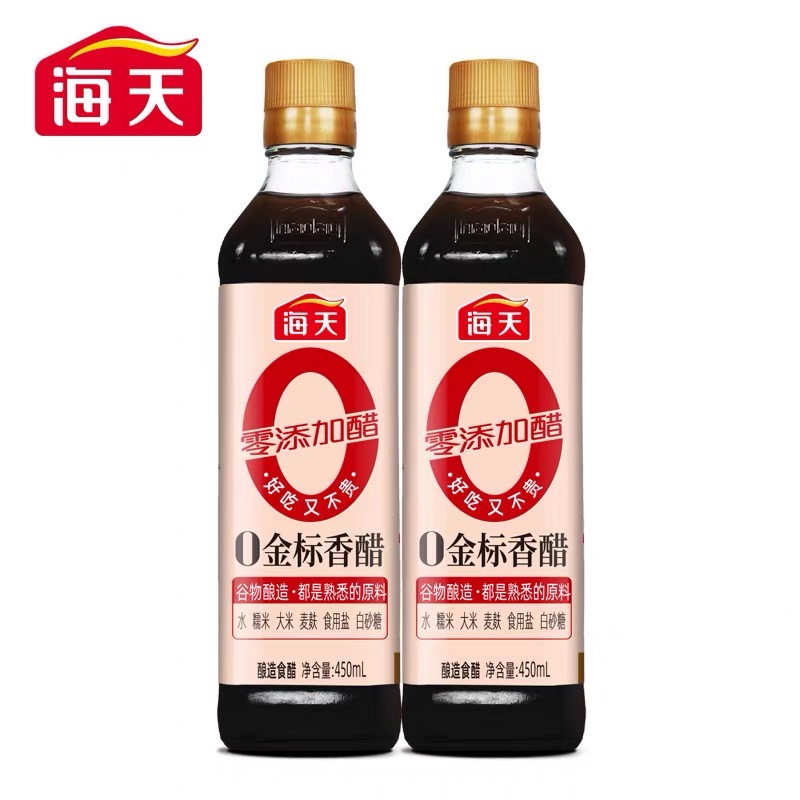 海天
海天
零添加醋
·好吃又不贵·
0金标香醋
谷物酿造·都是熟悉的原料
水 糯米 大米 麦麸 食用盐 白砂糖
酿造食醋 净含量:450mL
海天
零添加醋
·好吃又不贵·
0金标香醋
谷物酿造·都是熟悉的原料
水 糯米 大米 麦麸 食用盐 白砂糖
酿造食醋 净含量:450mL